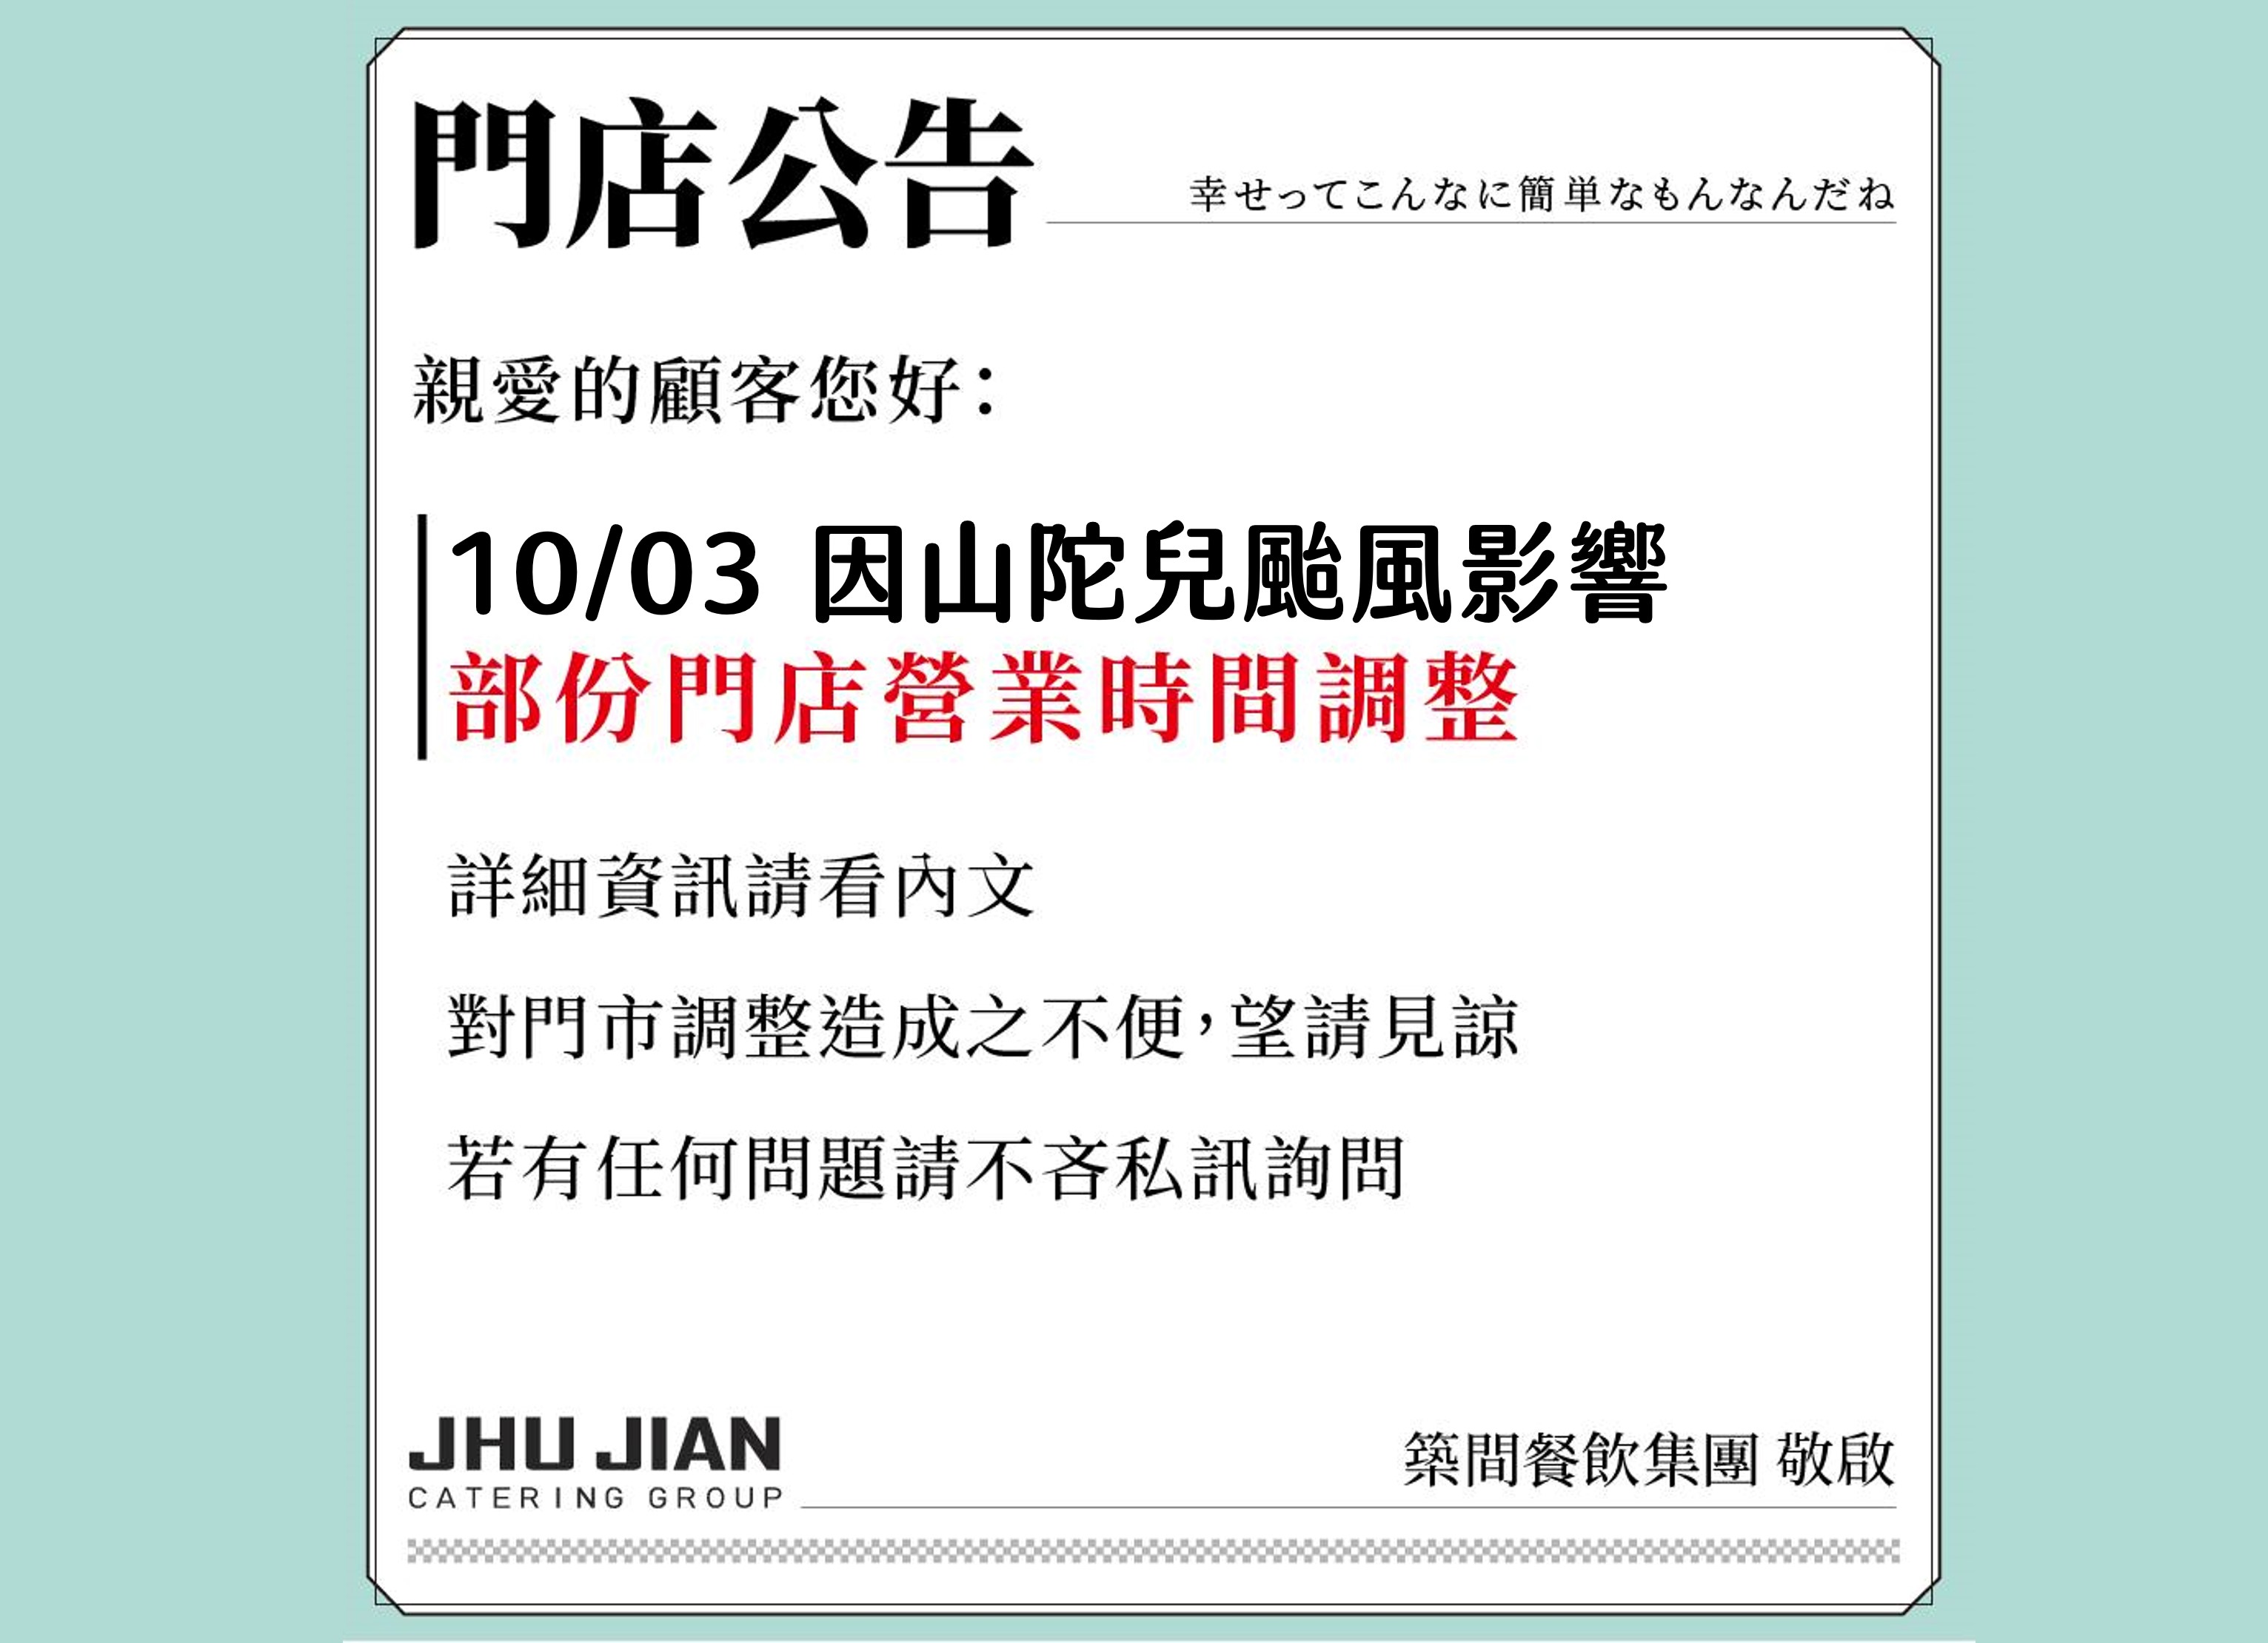 門店公告
幸せってこんなに簡単なもんなんだね
親愛的顧客您好：
10/03 因山陀兒颱風影響
部份門店營業時間調整
詳細資訊請看內文
對門市調整造成之不便，望請見諒
若有任何問題請不吝私訊詢問
JHU JIAN
CATERING GROUP
築間餐飲集團 敬啟